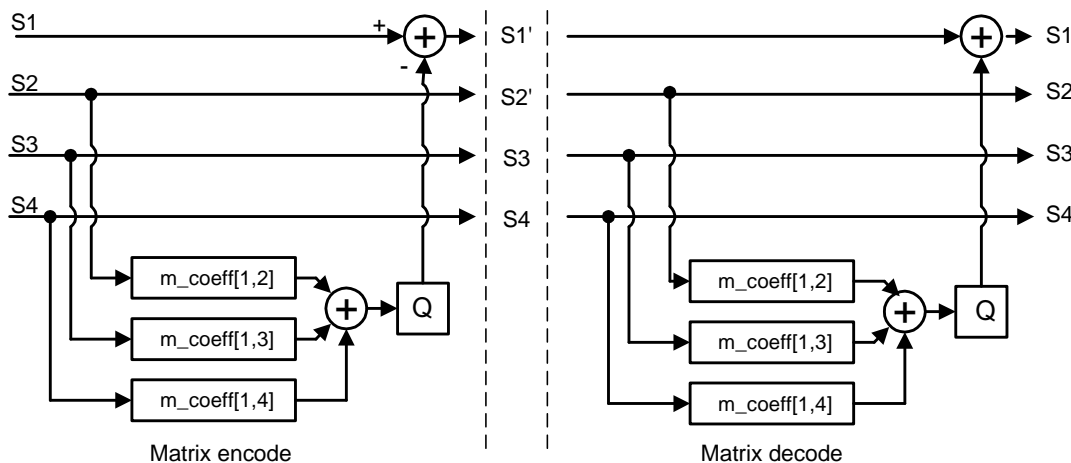 S1
+
+
S1'
+
S1
-
S2
S2'
S2
S3
S3
S3
S4
S4
S4
m_coeff[1,2]
m_coeff[1,3]
m_coeff[1,4]
+
Q
m_coeff[1,2]
m_coeff[1,3]
m_coeff[1,4]
+
Q
Matrix encode
Matrix decode